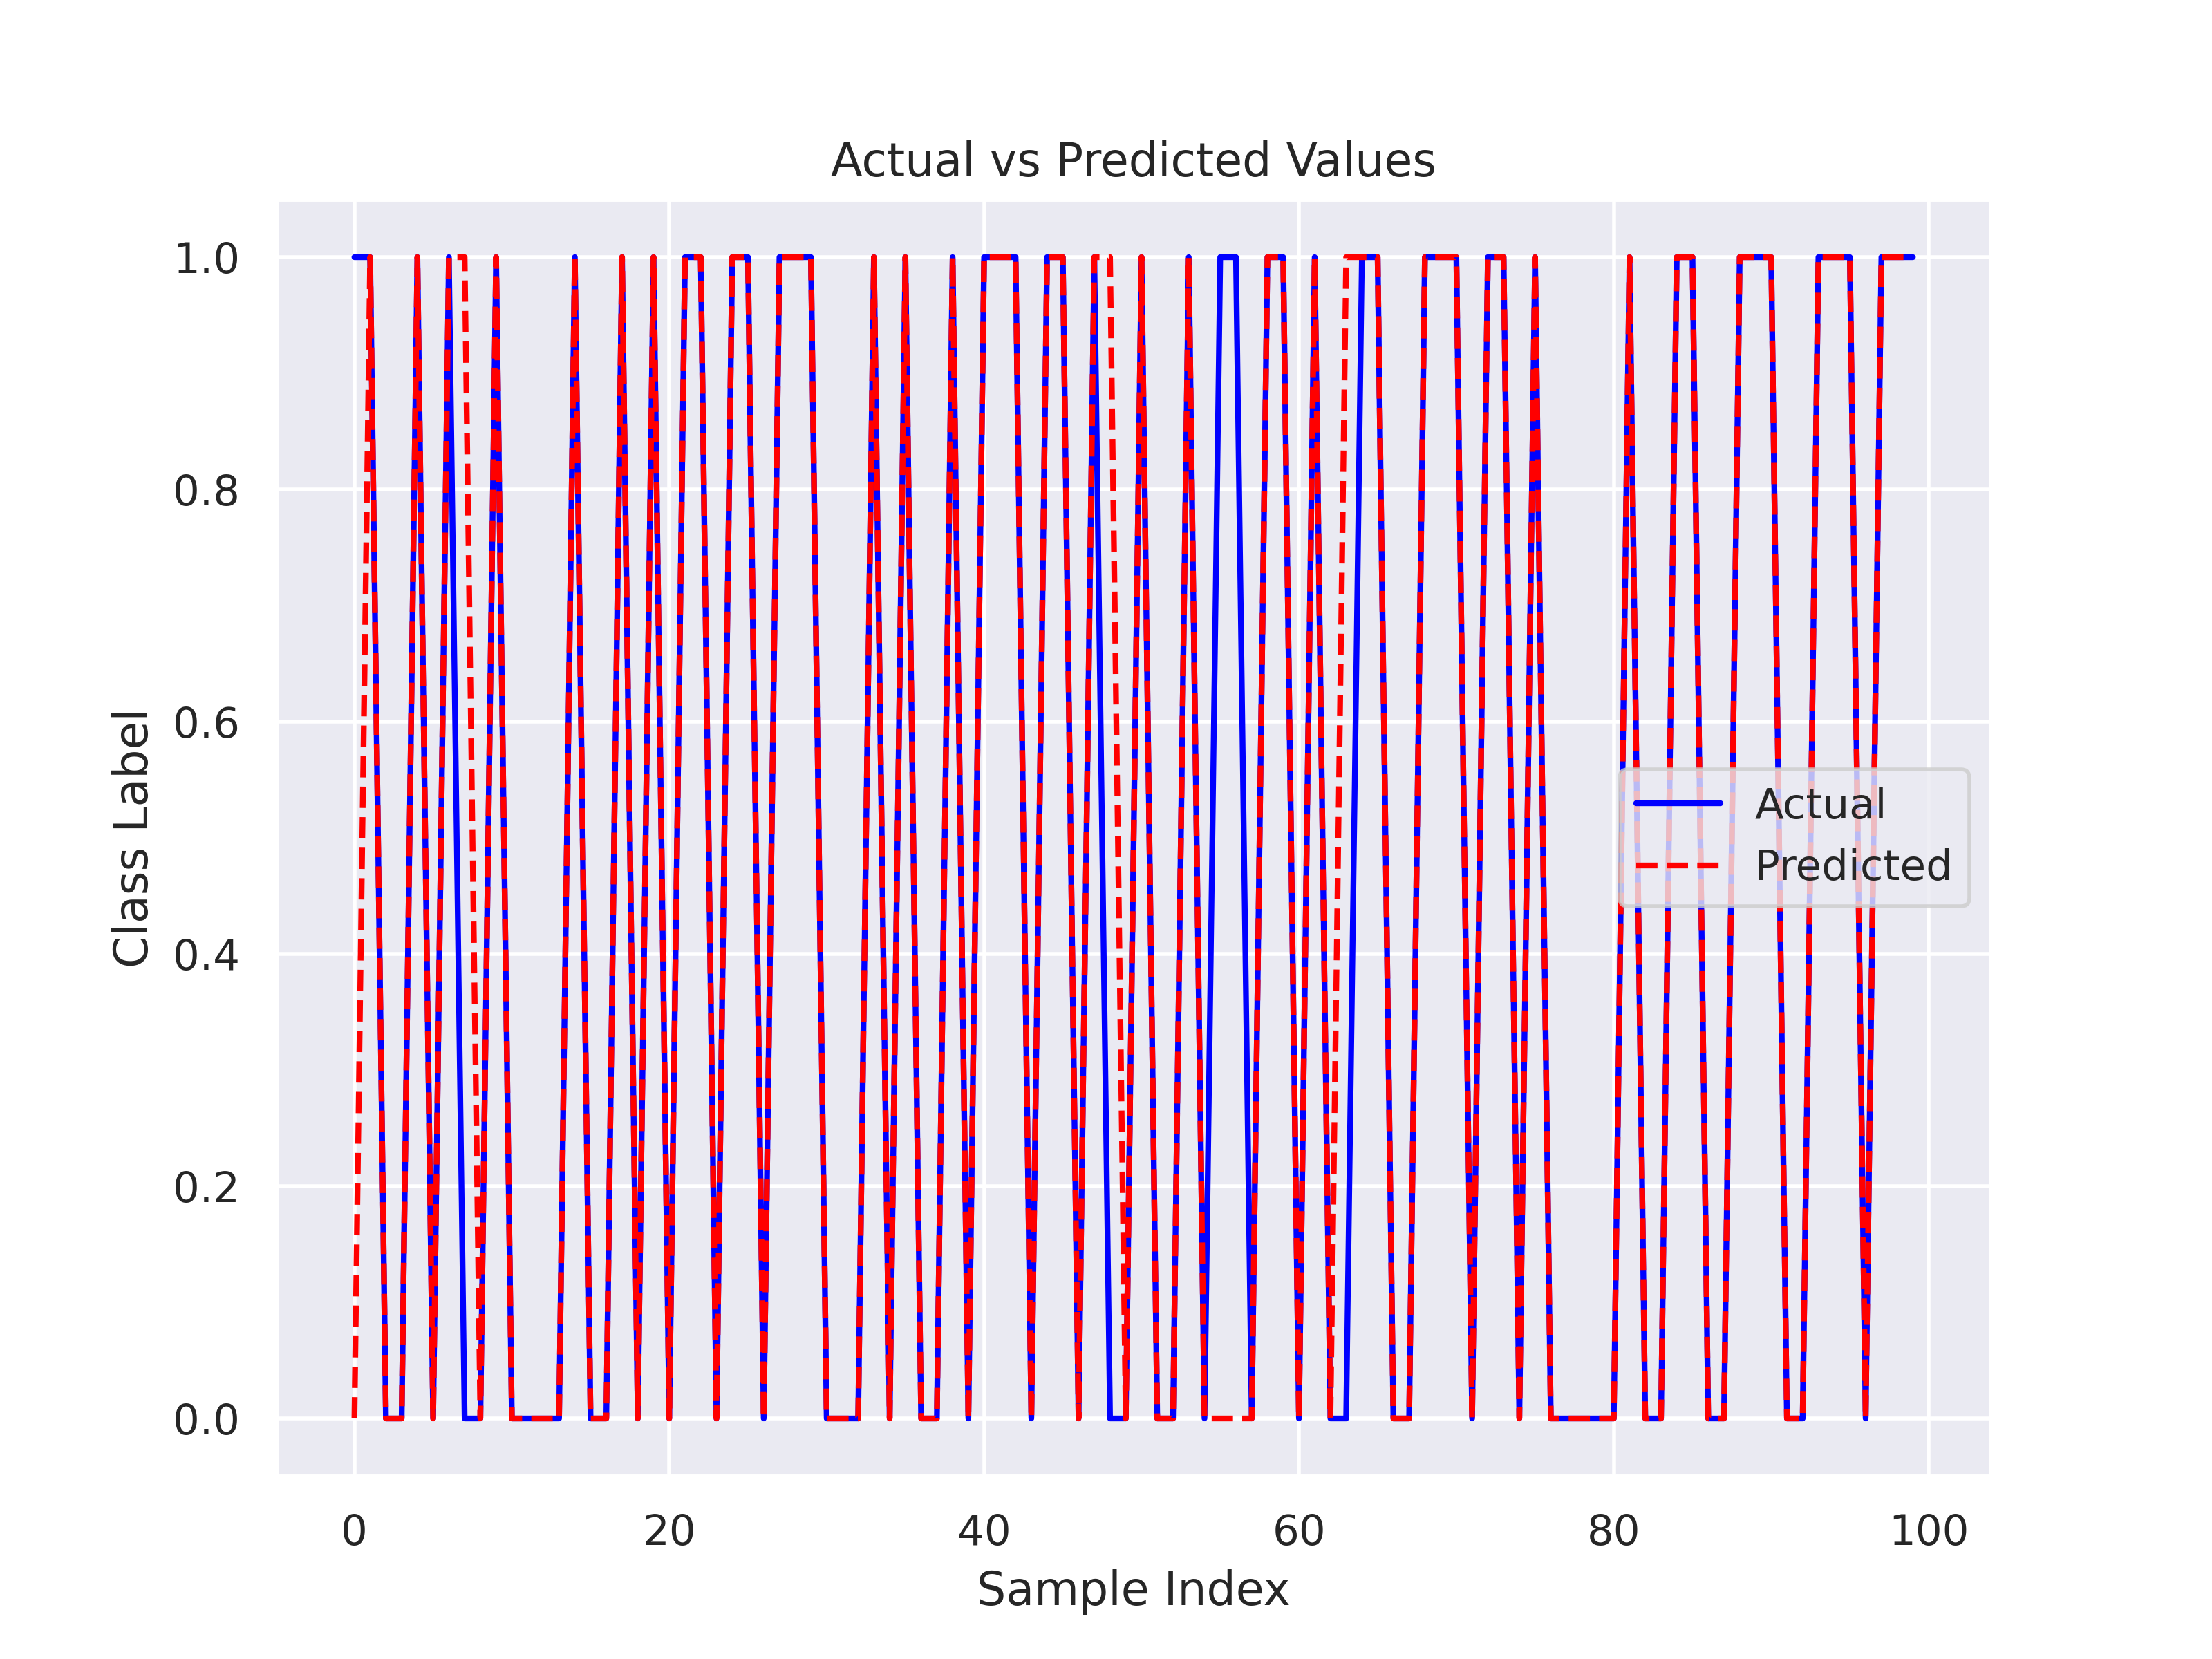 Actual vs Predicted Values
1.0
0.8
0.6
0.4
0.2
0.0
Class Label
Actual
Predicted
0 20 40 60 80 100
Sample Index